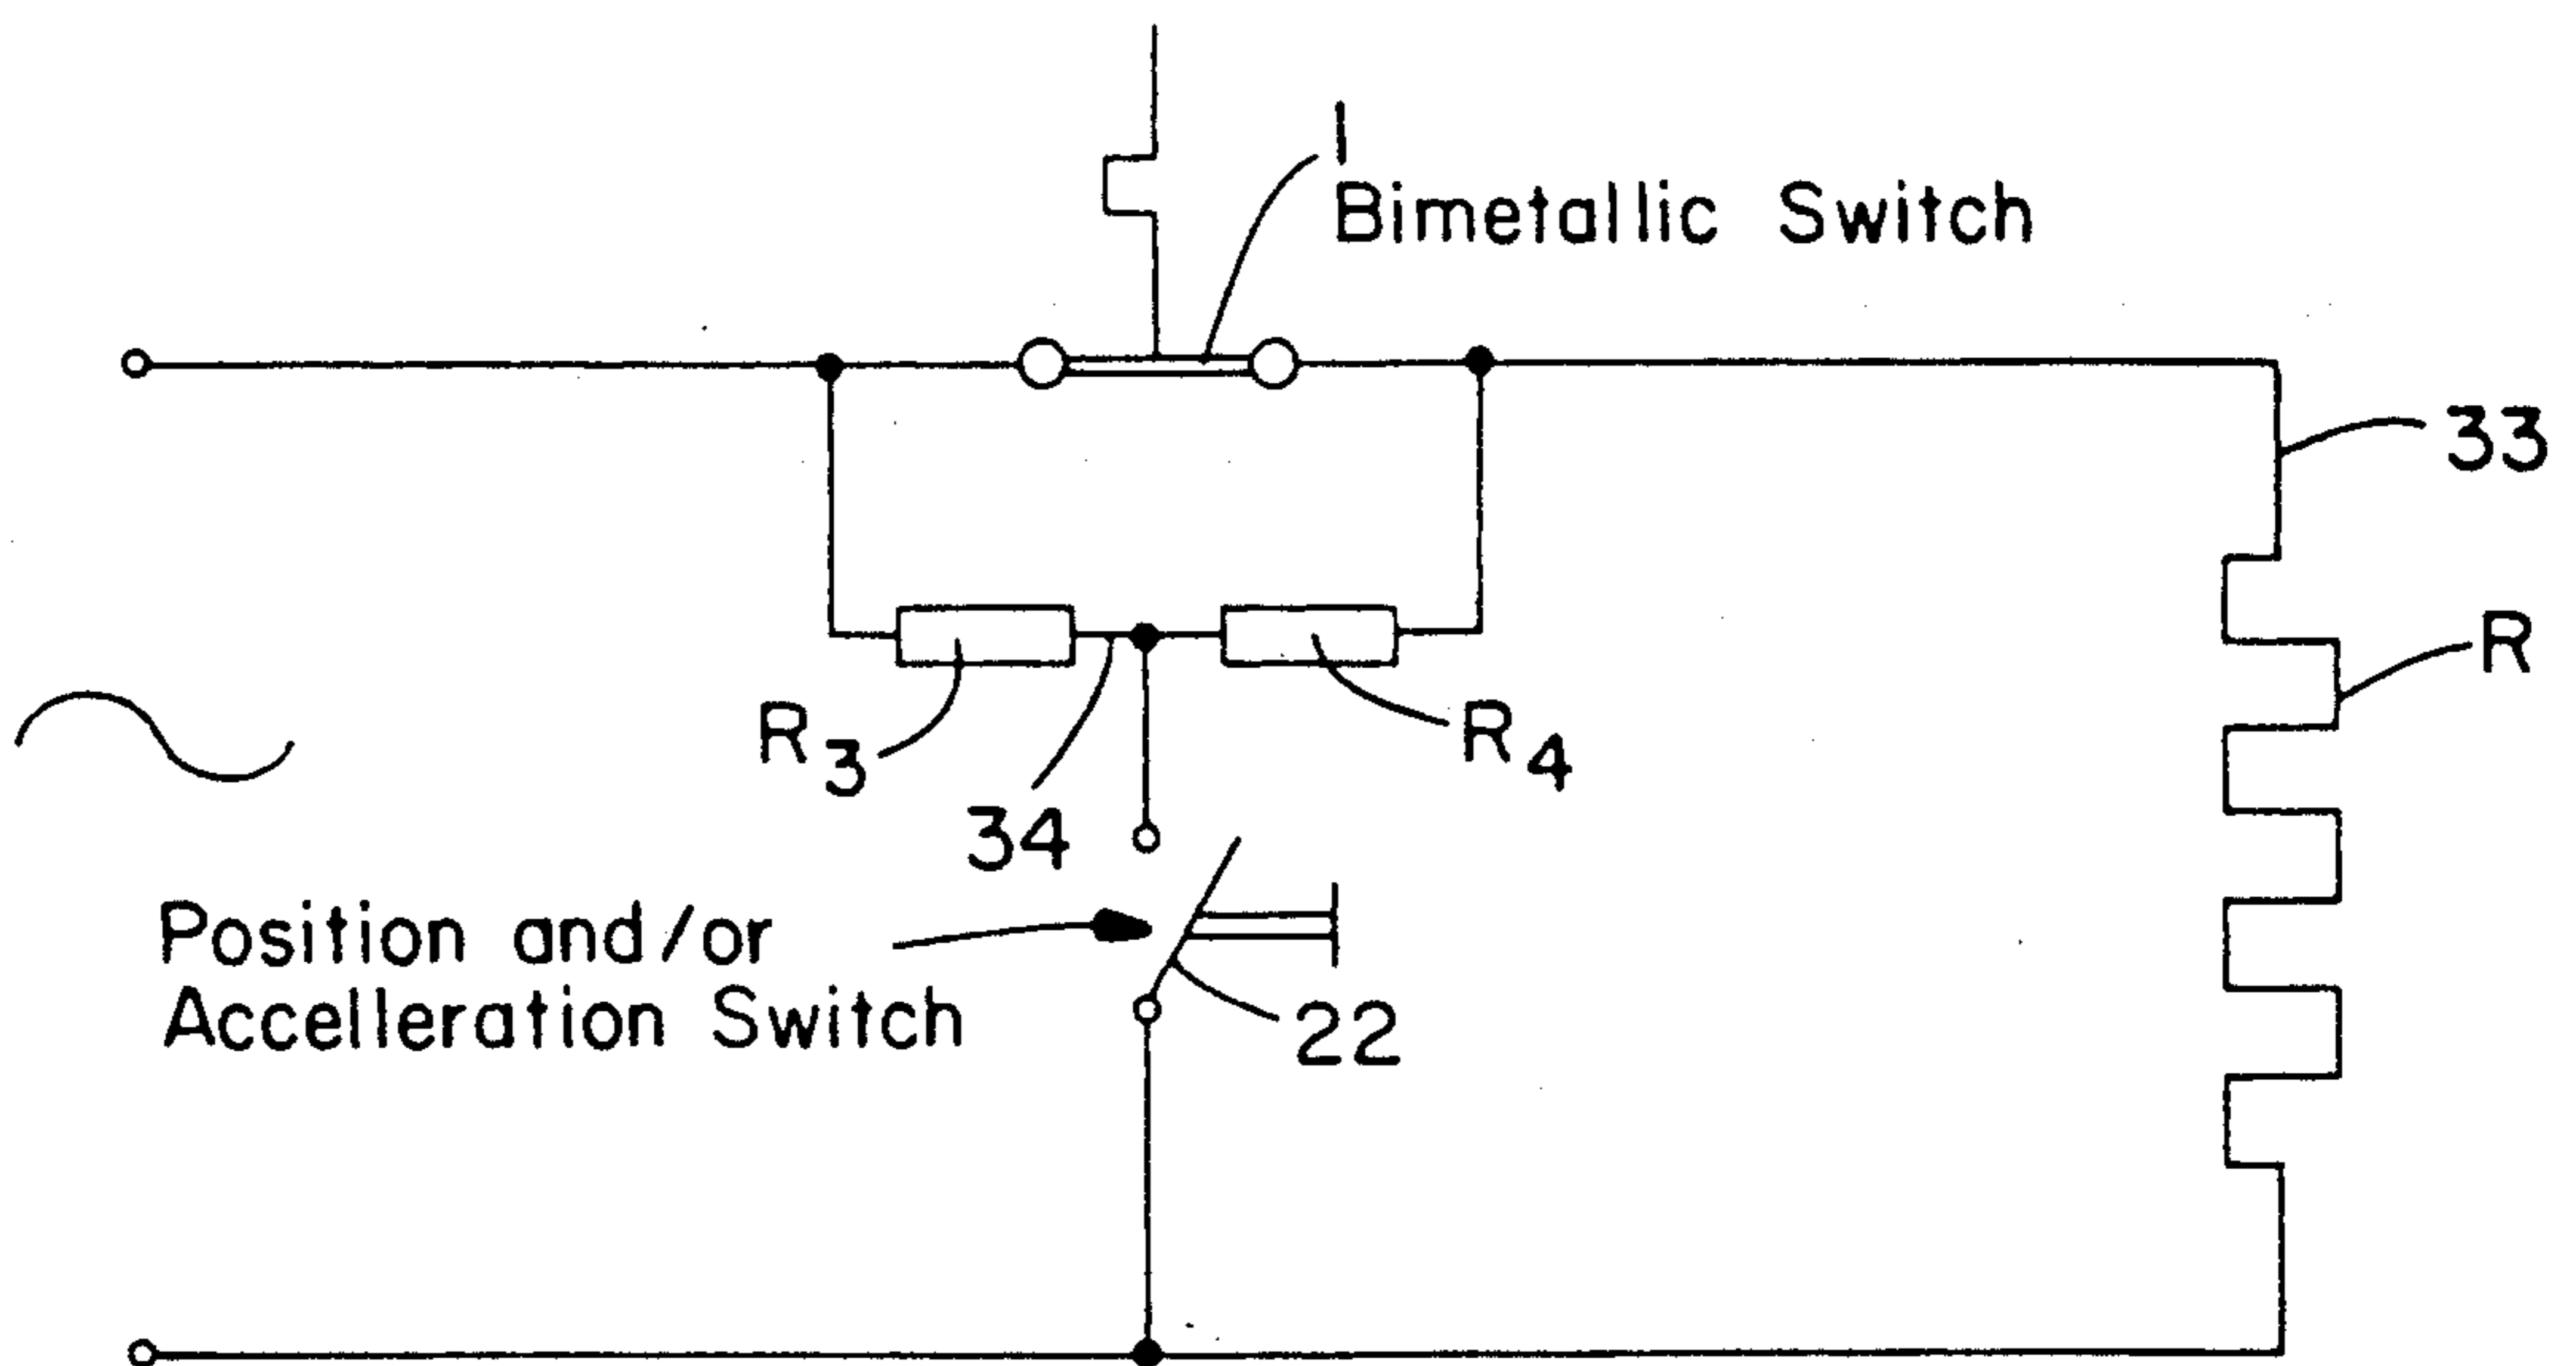 1
Bimetallic Switch
33
R
R3
R4
34
Position and/or
Accelleration Switch
22